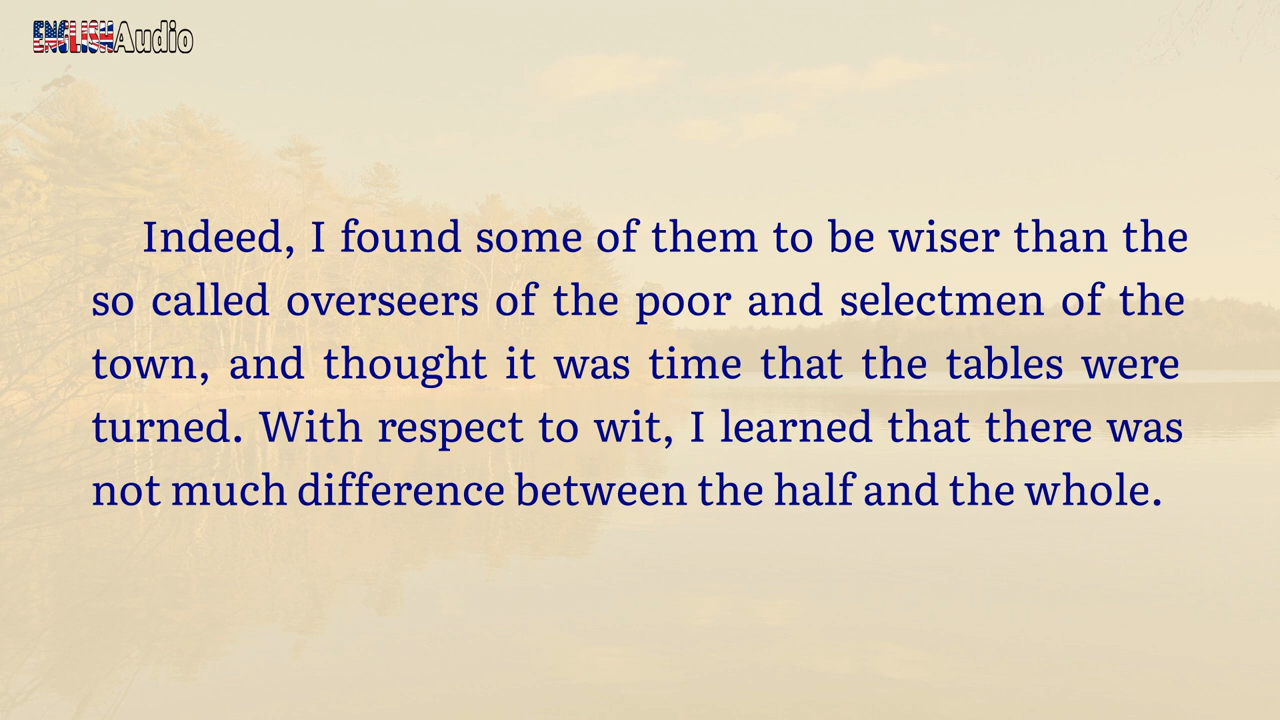 ENGLISHAudio
Indeed, I found some of them to be wiser than the
so called overseers of the poor and selectmen of the
town, and thought it was time that the tables were
turned. With respect to wit, I learned that there was
not much difference between the half and the whole.